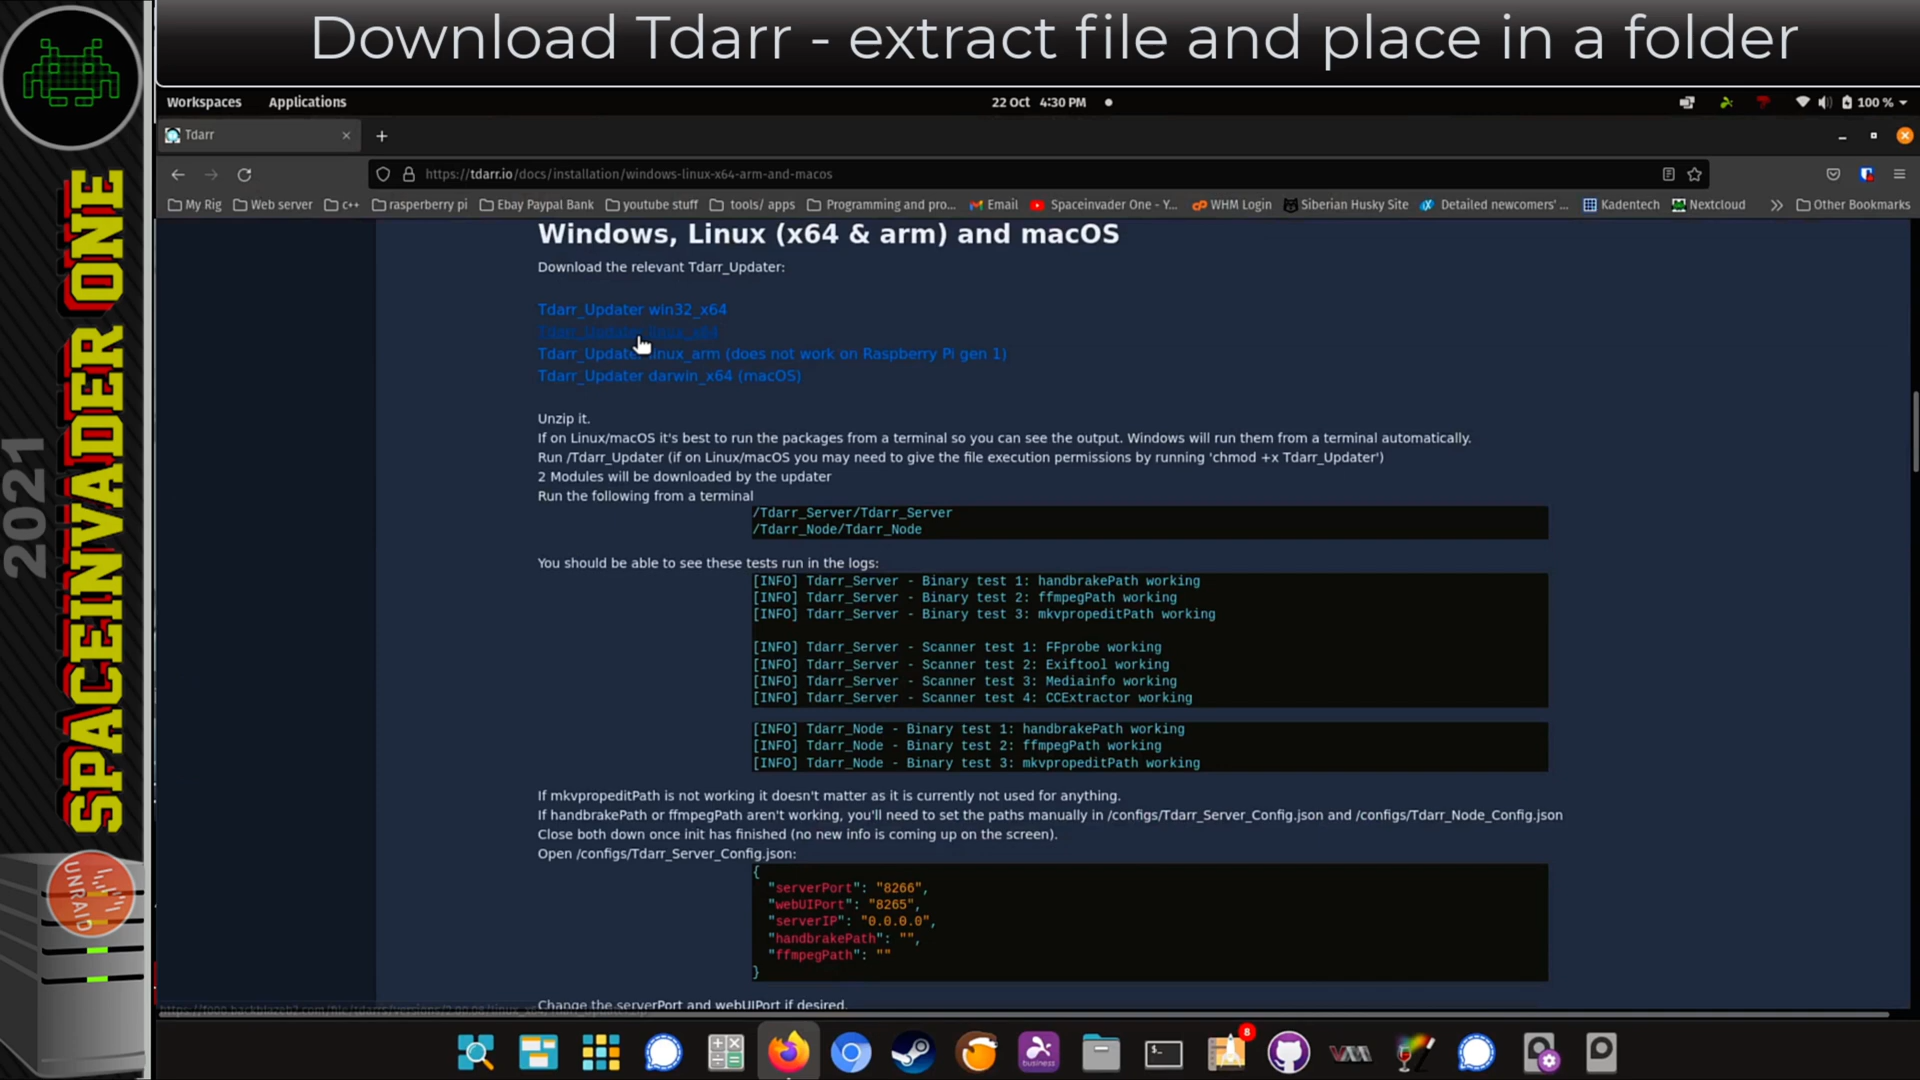 Download Tdarr - extract file and place in a folder
Workspaces Applications 22 Oct 4:30 PM 100 %
Tdarr
https://tdarr.io/docs/installation/windows-linux-x64-arm-and-macos
My Rig Web server c++ rasperberry pi Ebay Paypal Bank youtube stuff tools/ apps Programming and pro... Email Spaceinvader One - Y... WHM Login Siberian Husky Site Detailed newcomers' ... Kadentech Nextcloud Other Bookmarks
Windows, Linux (x64 & arm) and macOS
Download the relevant Tdarr_Updater:
Tdarr_Updater win32_x64
Tdarr_Updater linux_x64
Tdarr_Updater linux_arm (does not work on Raspberry Pi gen 1)
Tdarr_Updater darwin_x64 (macOS)
Unzip it.
If on Linux/macOS it's best to run the packages from a terminal so you can see the output. Windows will run them from a terminal automatically.
Run /Tdarr_Updater (if on Linux/macOS you may need to give the file execution permissions by running 'chmod +x Tdarr_Updater')
2 Modules will be downloaded by the updater
Run the following from a terminal
/Tdarr_Server/Tdarr_Server
/Tdarr_Node/Tdarr_Node
You should be able to see these tests run in the logs:
[INFO] Tdarr_Server - Binary test 1: handbrakePath working
[INFO] Tdarr_Server - Binary test 2: ffmpegPath working
[INFO] Tdarr_Server - Binary test 3: mkvpropeditPath working
[INFO] Tdarr_Server - Scanner test 1: FFprobe working
[INFO] Tdarr_Server - Scanner test 2: Exiftool working
[INFO] Tdarr_Server - Scanner test 3: Mediainfo working
[INFO] Tdarr_Server - Scanner test 4: CCExtractor working
[INFO] Tdarr_Node - Binary test 1: handbrakePath working
[INFO] Tdarr_Node - Binary test 2: ffmpegPath working
[INFO] Tdarr_Node - Binary test 3: mkvpropeditPath working
If mkvpropeditPath is not working it doesn't matter as it is currently not used for anything.
If handbrakePath or ffmpegPath aren't working, you'll need to set the paths manually in /configs/Tdarr_Server_Config.json and /configs/Tdarr_Node_Config.json
Close both down once init has finished (no new info is coming up on the screen).
Open /configs/Tdarr_Server_Config.json:
{
"serverPort": "8266",
"webUIPort": "8265",
"serverIP": "0.0.0.0",
"handbrakePath": "",
"ffmpegPath": ""
}
Change the serverPort and webUIPort if desired.
business
8
2021
SPACEINVADER ONE
UNRAID